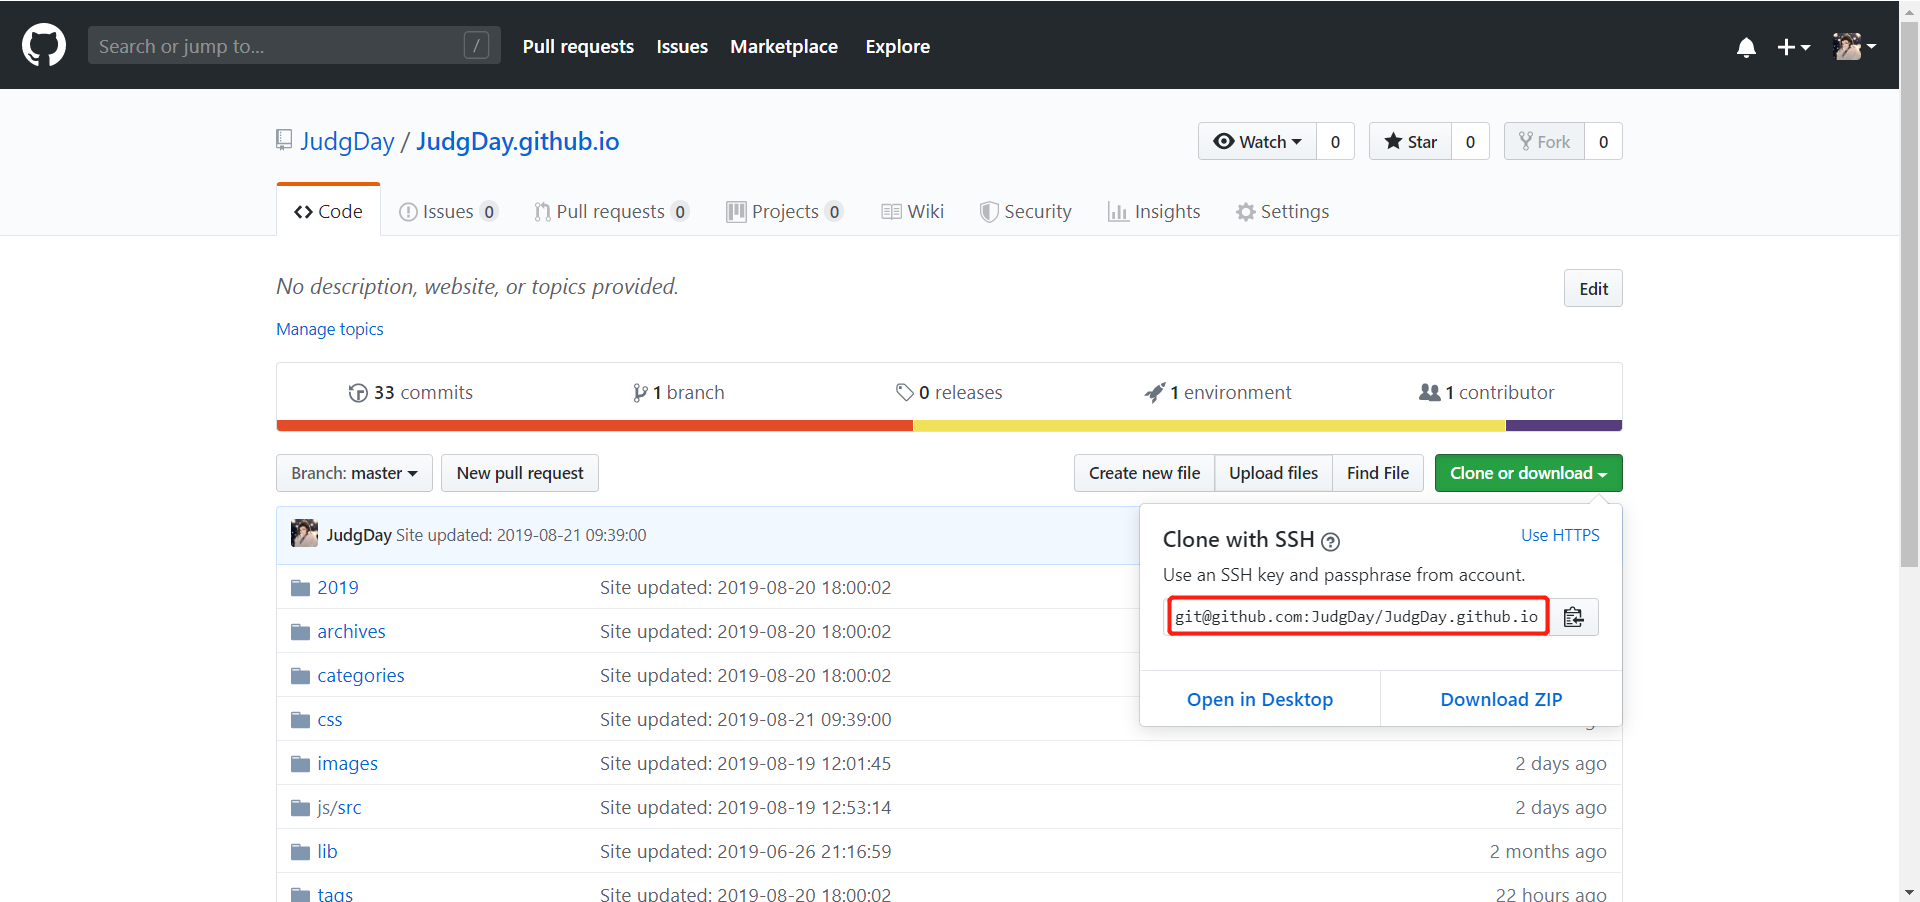 Search or jump to... / Pull requests Issues Marketplace Explore
JudgDay / JudgDay.github.io Watch 0 Star 0 Fork 0
Code Issues 0 Pull requests 0 Projects 0 Wiki Security Insights Settings
No description, website, or topics provided. Edit
Manage topics
33 commits 1 branch 0 releases 1 environment 1 contributor
Branch: master New pull request Create new file Upload files Find File Clone or download
JudgDay Site updated: 2019-08-21 09:39:00
Clone with SSH ? Use HTTPS
Use an SSH key and passphrase from account.
git@github.com:JudgDay/JudgDay.github.io
Open in Desktop Download ZIP
2019 Site updated: 2019-08-20 18:00:02
archives Site updated: 2019-08-20 18:00:02
categories Site updated: 2019-08-20 18:00:02
css Site updated: 2019-08-21 09:39:00
images Site updated: 2019-08-19 12:01:45 2 days ago
js/src Site updated: 2019-08-19 12:53:14 2 days ago
lib Site updated: 2019-06-26 21:16:59 2 months ago
tags Site updated: 2019-08-20 18:00:02 22 hours ago